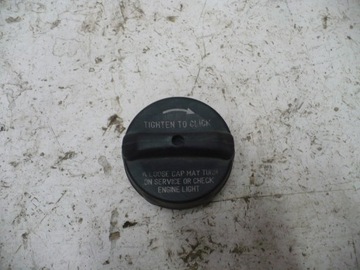 TIGHTEN TO CLICK
A LOOSE CAP MAY TURN
ON SERVICE OR CHECK
ENGINE LIGHT